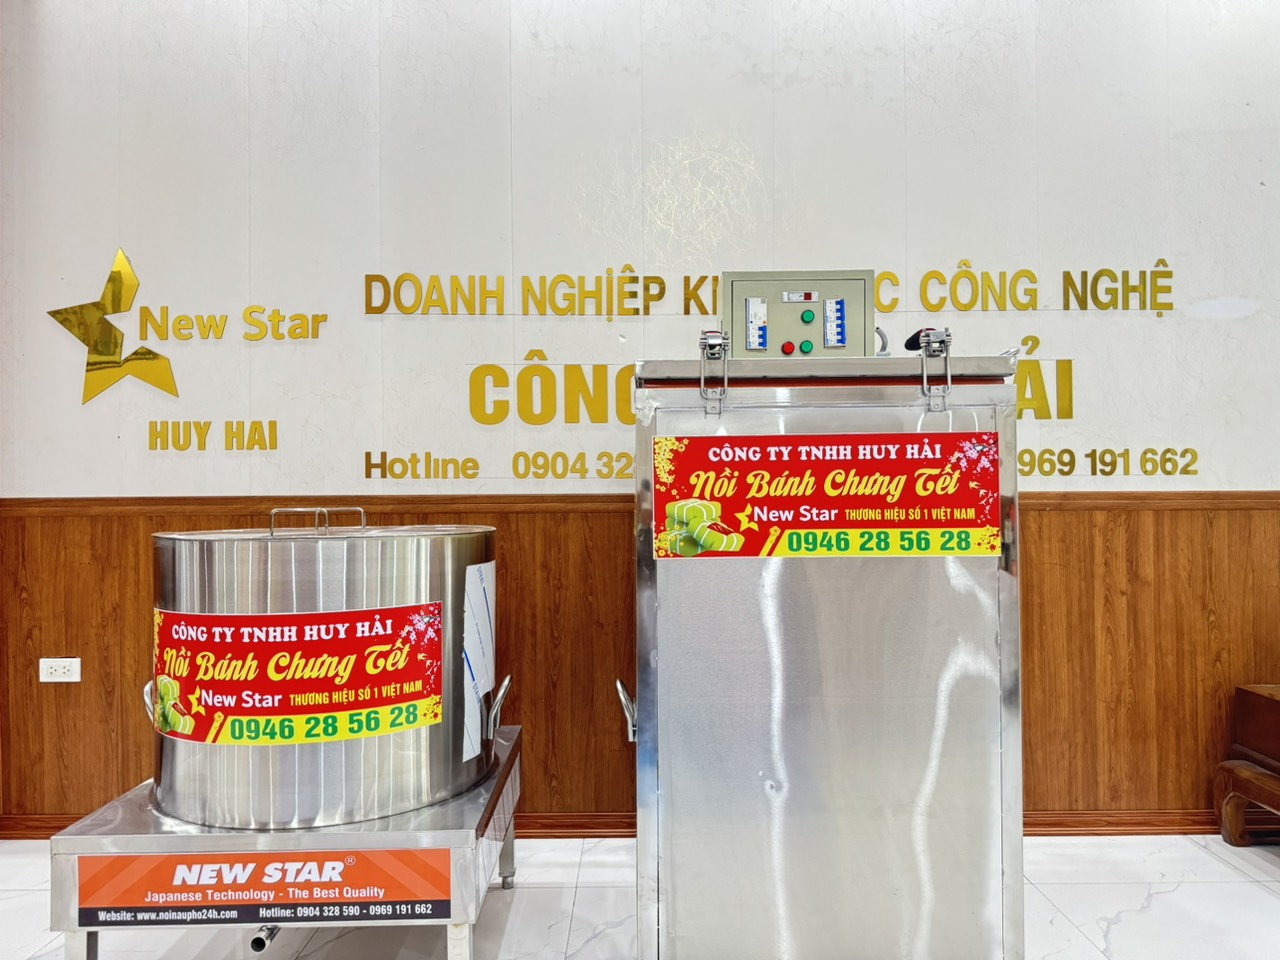 New Star
HUY HAI
DOANH NGHIỆP C CÔNG NGHỆ
CÔNG ẢI
Hotline 0904 32 969 191 662
CÔNG TY TNHH HUY HẢI
Nồi Bánh Chưng Tết
New Star THƯƠNG HIỆU SỐ 1 VIỆT NAM
0946 28 56 28
CÔNG TY TNHH HUY HẢI
Nồi Bánh Chưng Tết
New Star THƯƠNG HIỆU SỐ 1 VIỆT NAM
0946 28 56 28
NEW STAR®
Japanese Technology - The Best Quality
Website: www.noinaupho24h.com Hotline: 0904 328 590 - 0969 191 662